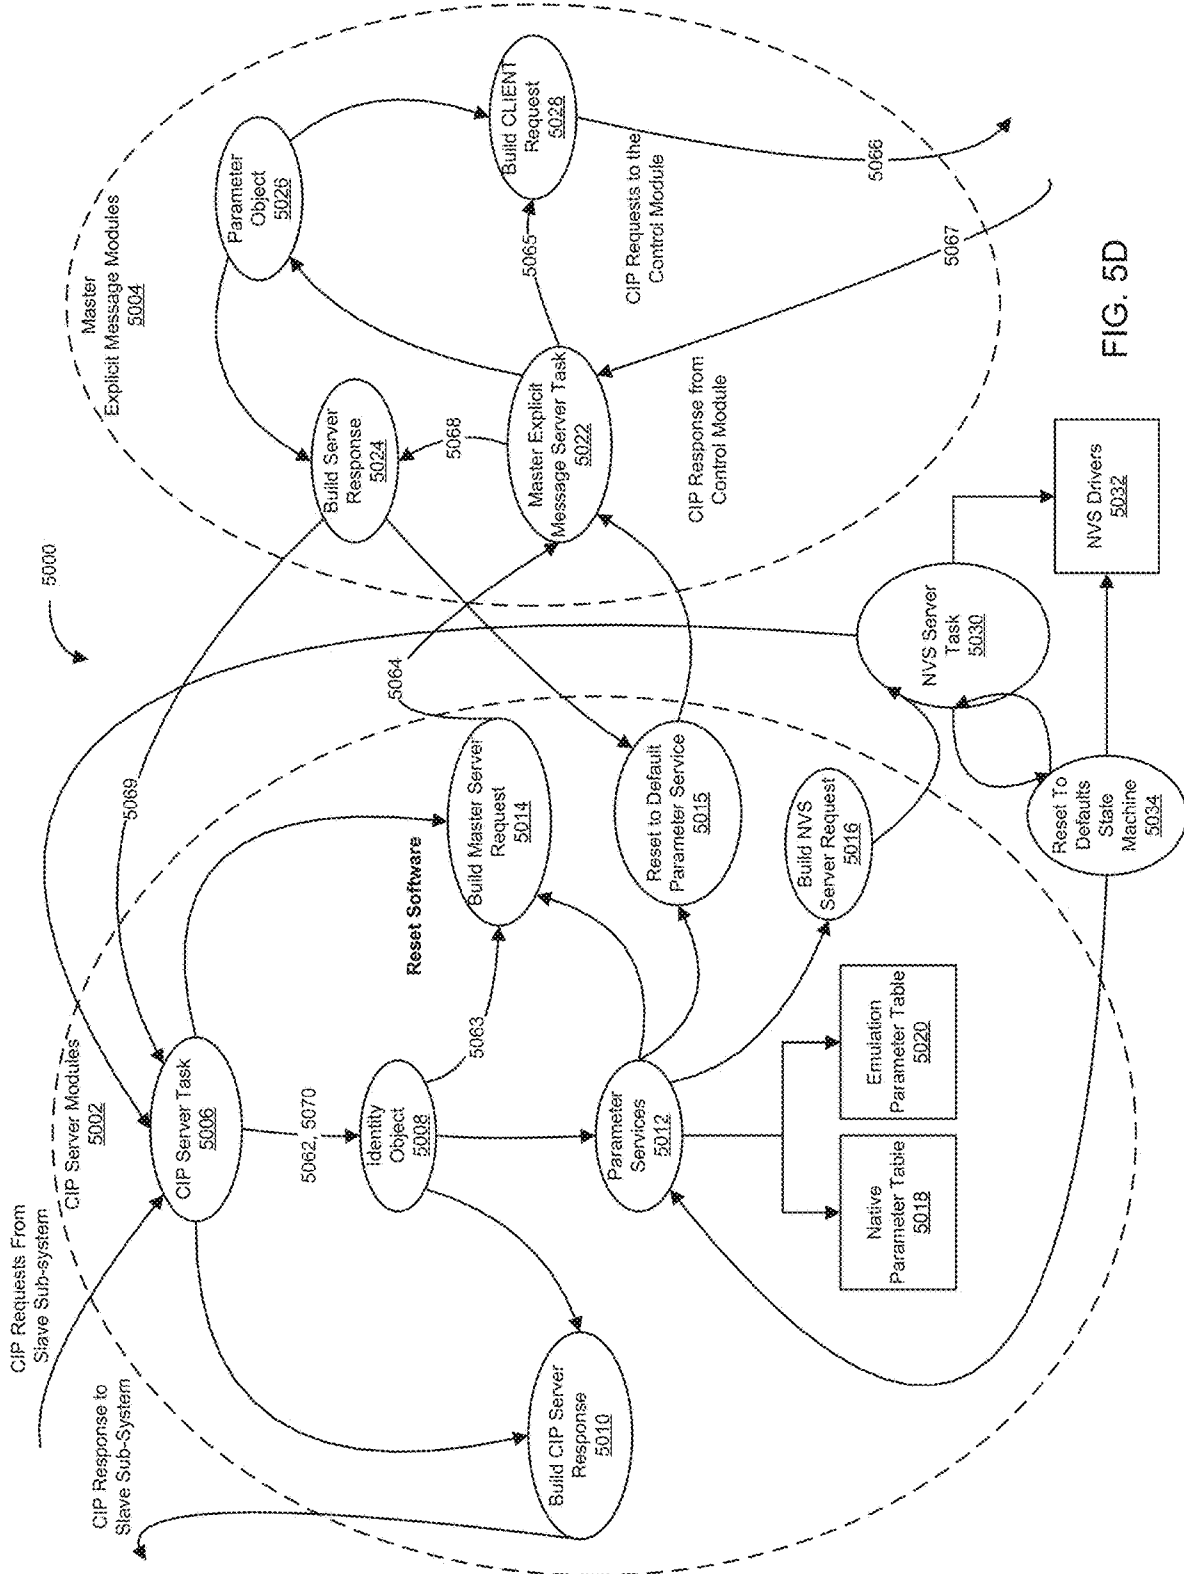 5000
CIP Requests From
Slave Sub-system
CIP Response to
Slave Sub-System
CIP Server Modules
5002
CIP Server Task
5006
5069
5062, 5070
Identity
Object
5008
5063
Reset Software
Build Master Server
Request
5014
5064
Build CIP Server
Response
5010
Parameter
Services
5012
Reset to Default
Parameter Service
5015
Build NVS
Server Request
5016
Native
Parameter Table
5018
Emulation
Parameter Table
5020
Master
Explicit Message Modules
5004
Parameter
Object
5026
Build Server
Response
5024
5068
Build CLIENT
Request
5028
5065
Master Explicit
Message Server Task
5022
CIP Requests to the
Control Module
5066
CIP Response from
Control Module
5067
NVS Server
Task
5030
NVS Drivers
5032
Reset To
Defaults
State
Machine
5034
FIG. 5D